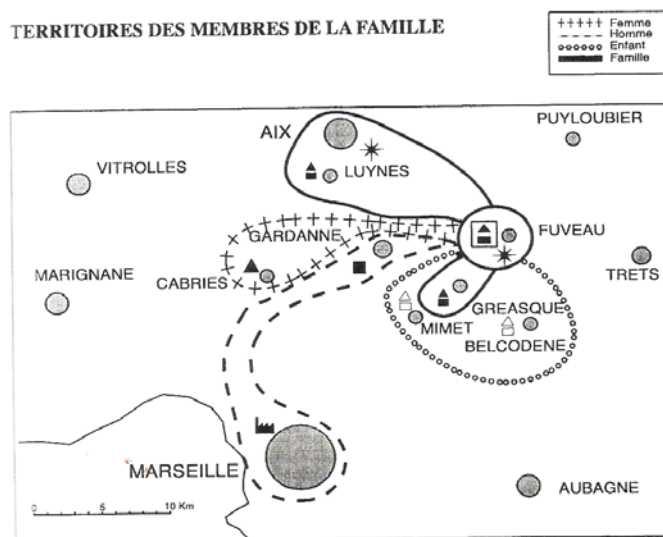 TERRITOIRES DES MEMBRES DE LA FAMILLE
Femme
Homme
Enfant
Famille
AIX
PUYLOUBIER
VITROLLES
LUYNES
GARDANNE
FUVEAU
MARIGNANE
CABRIES
TRETS
GREASQUE
MIMET
BELCODENE
MARSEILLE
AUBAGNE
0 5 10 Km